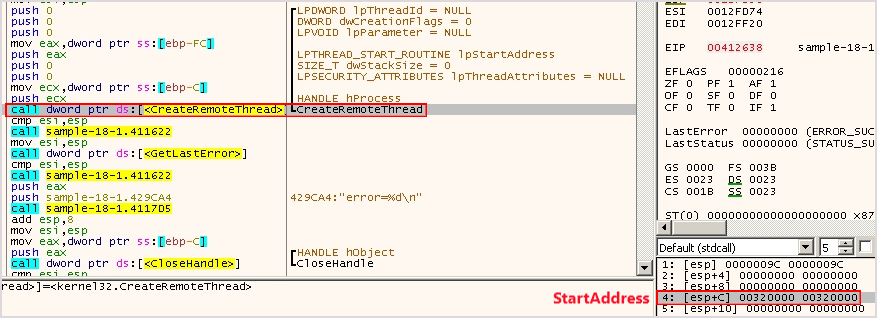 push 0
push 0
push 0
mov eax,dword ptr ss:[ebp-FC]
push eax
push 0
push 0
mov ecx,dword ptr ss:[ebp-C]
push ecx
call dword ptr ds:[<CreateRemoteThread>
cmp esi,esp
call sample-18-1.411622
mov esi,esp
call dword ptr ds:[<GetLastError>]
cmp esi,esp
call sample-18-1.411622
push eax
push sample-18-1.429CA4
call sample-18-1.4117D5
add esp,8
mov esi,esp
mov eax,dword ptr ss:[ebp-C]
push eax
call dword ptr ds:[<CloseHandle>]
LPDWORD lpThreadId = NULL
DWORD dwCreationFlags = 0
LPVOID lpParameter = NULL
LPTHREAD_START_ROUTINE lpStartAddress
SIZE_T dwStackSize = 0
LPSECURITY_ATTRIBUTES lpThreadAttributes = NULL
HANDLE hProcess
CreateRemoteThread
429CA4:"error=%d\n"
HANDLE hObject
CloseHandle
read>]=<kernel32.CreateRemoteThread>
StartAddress
ESI 0012FD74
EDI 0012FF20
EIP 00412638 sample-18-1
EFLAGS 00000216
ZF 0 PF 1 AF 1
OF 0 SF 0 DF 0
CF 0 TF 0 IF 1
LastError 00000000 (ERROR_SUC
LastStatus 00000000 (STATUS_SU
GS 0000 FS 003B
ES 0023 DS 0023
CS 001B SS 0023
ST(0) 00000000000000000000 x87
Default (stdcall) 5
1: [esp] 0000009C 0000009C
2: [esp+4] 00000000 00000000
3: [esp+8] 00000000 00000000
4: [esp+C] 00320000 00320000
5: [esp+10] 00000000 00000000